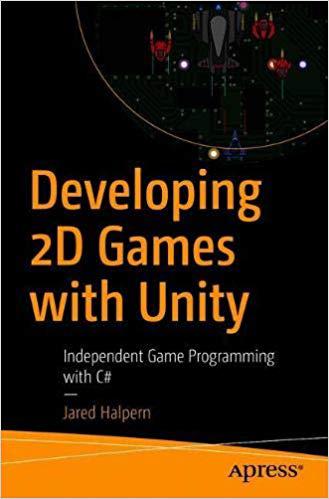 Developing
2D Games
with Unity
Independent Game Programming
with C#
—
Jared Halpern
Apress®